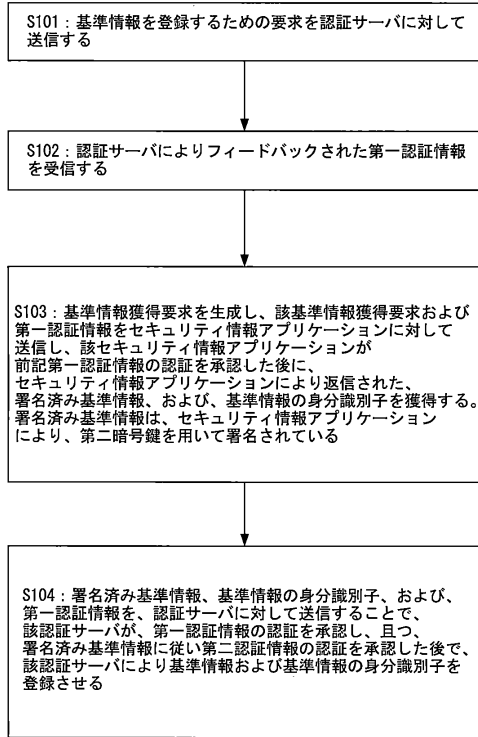 S101：基準情報を登録するための要求を認証サーバに対して
送信する
S102：認証サーバによりフィードバックされた第一認証情報
を受信する
S103：基準情報獲得要求を生成し、該基準情報獲得要求および
第一認証情報をセキュリティ情報アプリケーションに対して
送信し、該セキュリティ情報アプリケーションが
前記第一認証情報の認証を承認した後に、
セキュリティ情報アプリケーションにより返信された、
署名済み基準情報、および、基準情報の身分識別子を獲得する。
署名済み基準情報は、セキュリティ情報アプリケーション
により、第二暗号鍵を用いて署名されている
S104：署名済み基準情報、基準情報の身分識別子、および、
第一認証情報を、認証サーバに対して送信することで、
該認証サーバが、第一認証情報の認証を承認し、且つ、
署名済み基準情報に従い第二認証情報の認証を承認した後で、
該認証サーバにより基準情報および基準情報の身分識別子を
登録させる